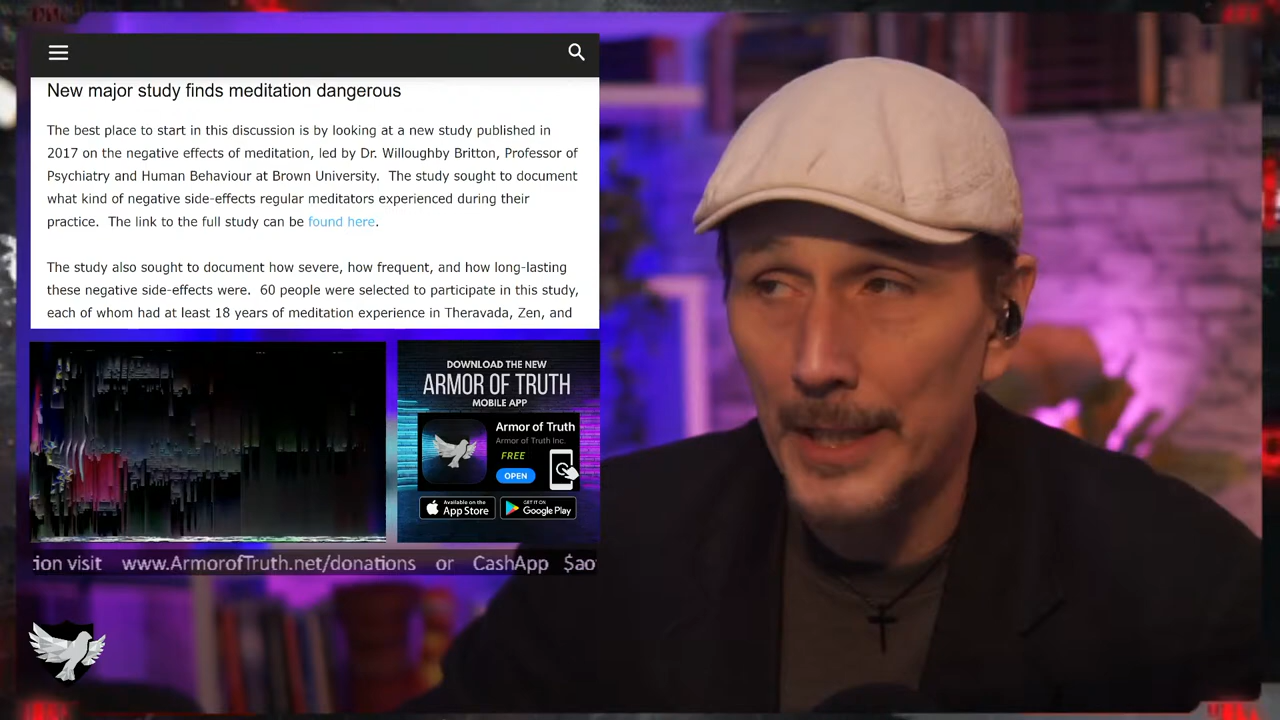 New major study finds meditation dangerous
The best place to start in this discussion is by looking at a new study published in
2017 on the negative effects of meditation, led by Dr. Willoughby Britton, Professor of
Psychiatry and Human Behaviour at Brown University.  The study sought to document
what kind of negative side-effects regular meditators experienced during their
practice.  The link to the full study can be found here.
The study also sought to document how severe, how frequent, and how long-lasting
these negative side-effects were.  60 people were selected to participate in this study,
each of whom had at least 18 years of meditation experience in Theravada, Zen, and
DOWNLOAD THE NEW
ARMOR OF TRUTH
MOBILE APP
Armor of Truth
Armor of Truth Inc.
FREE
OPEN
Available on the
App Store
GET IT ON
Google Play
ion visit www.ArmorofTruth.net/donations or CashApp $ao